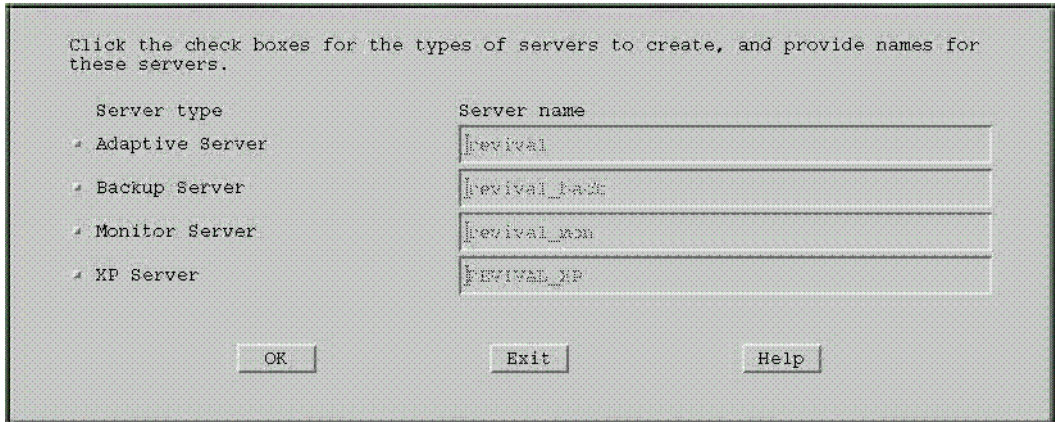 Click the check boxes for the types of servers to create, and provide names for
these servers.
Server type Server name
Adaptive Server revival
Backup Server revival_back
Monitor Server revival_mon
XP Server REVIVAL_XP
OK Exit Help